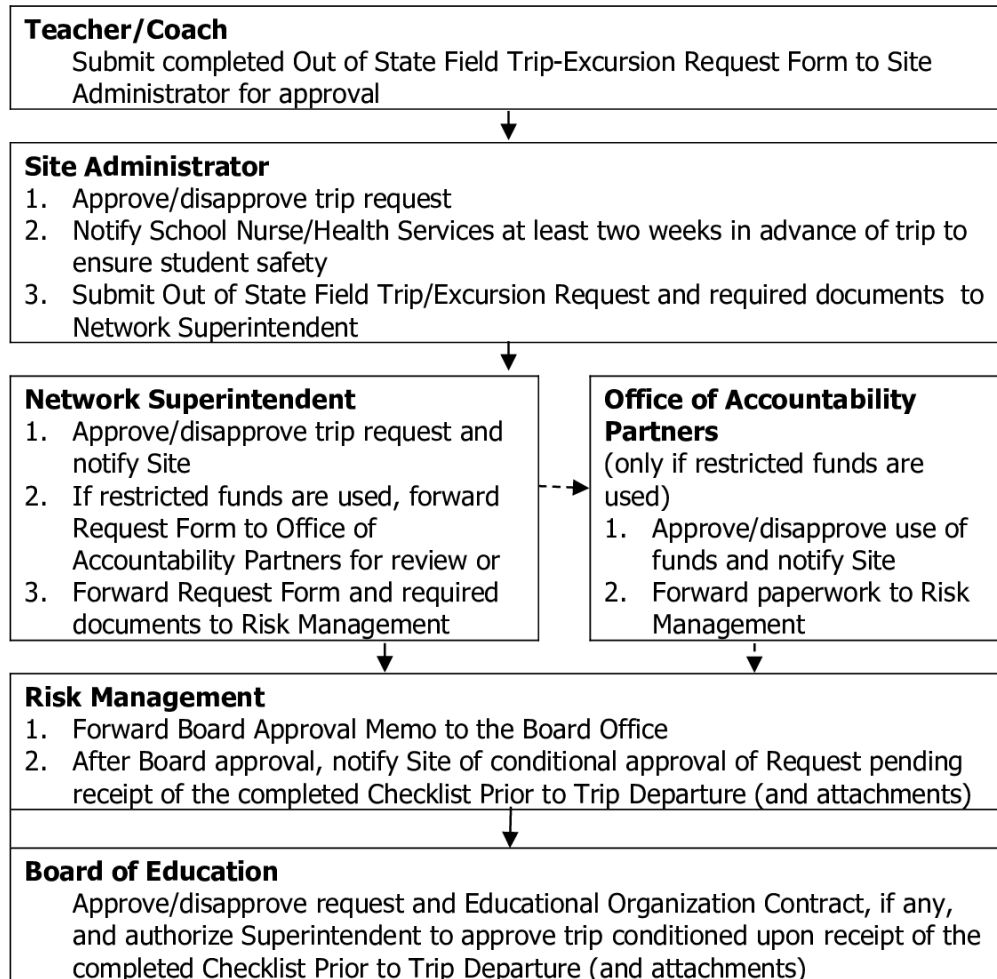 Teacher/Coach
Submit completed Out of State Field Trip-Excursion Request Form to Site
Administrator for approval
Site Administrator
1. Approve/disapprove trip request
2. Notify School Nurse/Health Services at least two weeks in advance of trip to
ensure student safety
3. Submit Out of State Field Trip/Excursion Request and required documents to
Network Superintendent
Network Superintendent
1. Approve/disapprove trip request and
notify Site
2. If restricted funds are used, forward
Request Form to Office of
Accountability Partners for review or
3. Forward Request Form and required
documents to Risk Management
Office of Accountability
Partners
(only if restricted funds are
used)
1. Approve/disapprove use of
funds and notify Site
2. Forward paperwork to Risk
Management
Risk Management
1. Forward Board Approval Memo to the Board Office
2. After Board approval, notify Site of conditional approval of Request pending
receipt of the completed Checklist Prior to Trip Departure (and attachments)
Board of Education
Approve/disapprove request and Educational Organization Contract, if any,
and authorize Superintendent to approve trip conditioned upon receipt of the
completed Checklist Prior to Trip Departure (and attachments)